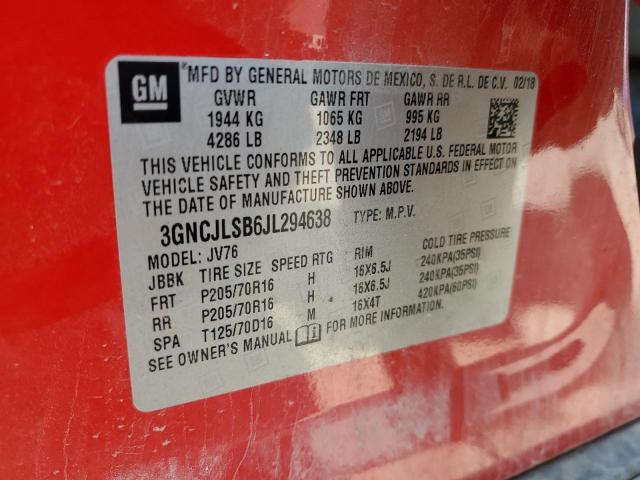 GM
*MFD BY GENERAL MOTORS DE MEXICO, S. DE R.L. DE C.V. 02/18
GVWR GAWR FRT GAWR RR
1944 KG 1065 KG 995 KG
4286 LB 2348 LB 2194 LB
THIS VEHICLE CONFORMS TO ALL APPLICABLE U.S. FEDERAL MOTOR
VEHICLE SAFETY AND THEFT PREVENTION STANDARDS IN EFFECT ON
THE DATE OF MANUFACTURE SHOWN ABOVE.
3GNCJLSB6JL294638 TYPE: M.P.V.
MODEL: JV76
JBBK TIRE SIZE SPEED RTG RIM COLD TIRE PRESSURE
FRT P205/70R16 H 16X6.5J 240KPA(35PSI)
RR P205/70R16 H 16X6.5J 240KPA(35PSI)
SPA T125/70D16 M 16X4T 420KPA(60PSI)
SEE OWNER'S MANUAL i FOR MORE INFORMATION.